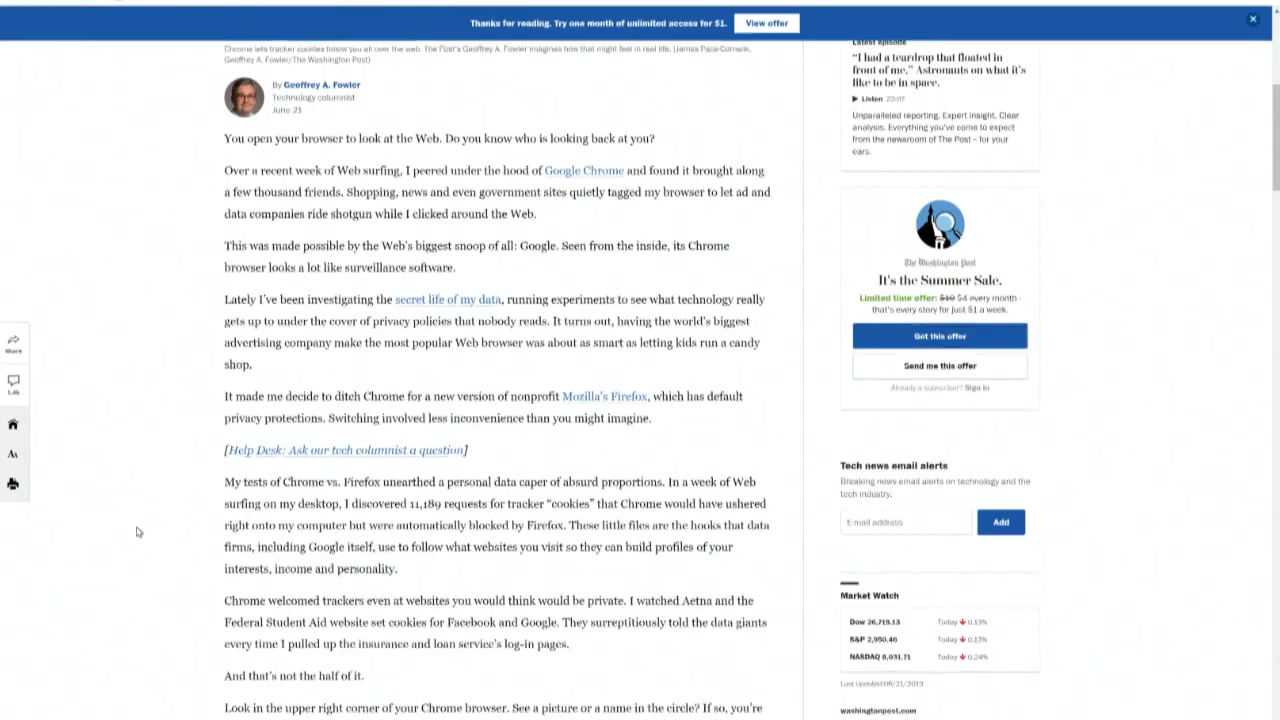 Thanks for reading. Try one month of unlimited access for $1.
View offer
Chrome lets tracker cookies follow you all over the web. The Post's Geoffrey A. Fowler imagines how that might feel in real life. (James Pace-Cornsilk,
Geoffrey A. Fowler/The Washington Post)
By Geoffrey A. Fowler
Technology columnist
June 21
You open your browser to look at the Web. Do you know who is looking back at you?
Over a recent week of Web surfing, I peered under the hood of Google Chrome and found it brought along
a few thousand friends. Shopping, news and even government sites quietly tagged my browser to let ad and
data companies ride shotgun while I clicked around the Web.
This was made possible by the Web's biggest snoop of all: Google. Seen from the inside, its Chrome
browser looks a lot like surveillance software.
Lately I've been investigating the secret life of my data, running experiments to see what technology really
gets up to under the cover of privacy policies that nobody reads. It turns out, having the world's biggest
advertising company make the most popular Web browser was about as smart as letting kids run a candy
shop.
It made me decide to ditch Chrome for a new version of nonprofit Mozilla's Firefox, which has default
privacy protections. Switching involved less inconvenience than you might imagine.
[Help Desk: Ask our tech columnist a question]
My tests of Chrome vs. Firefox unearthed a personal data caper of absurd proportions. In a week of Web
surfing on my desktop, I discovered 11,189 requests for tracker “cookies” that Chrome would have ushered
right onto my computer but were automatically blocked by Firefox. These little files are the hooks that data
firms, including Google itself, use to follow what websites you visit so they can build profiles of your
interests, income and personality.
Chrome welcomed trackers even at websites you would think would be private. I watched Aetna and the
Federal Student Aid website set cookies for Facebook and Google. They surreptitiously told the data giants
every time I pulled up the insurance and loan service's log-in pages.
And that's not the half of it.
Look in the upper right corner of your Chrome browser. See a picture or a name in the circle? If so, you're
Share
Latest episode
“I had a teardrop that floated in
front of me.” Astronauts on what it's
like to be in space.
Listen 22:07
Unparalleled reporting. Expert insight. Clear
analysis. Everything you've come to expect
from the newsroom of The Post – for your
ears.
The Washington Post
It's the Summer Sale.
Limited time offer: $10 $4 every month -
that's every story for just $1 a week.
Get this offer
Send me this offer
Already a subscriber? Sign in
Tech news email alerts
Breaking news email alerts on technology and the
tech industry.
E-mail address
Add
Market Watch
Dow 26,719.13 Today 0.13%
S&P 2,950.46 Today 0.13%
NASDAQ 8,031.71 Today 0.24%
Last Updated:06/21/2019
washingtonpost.com